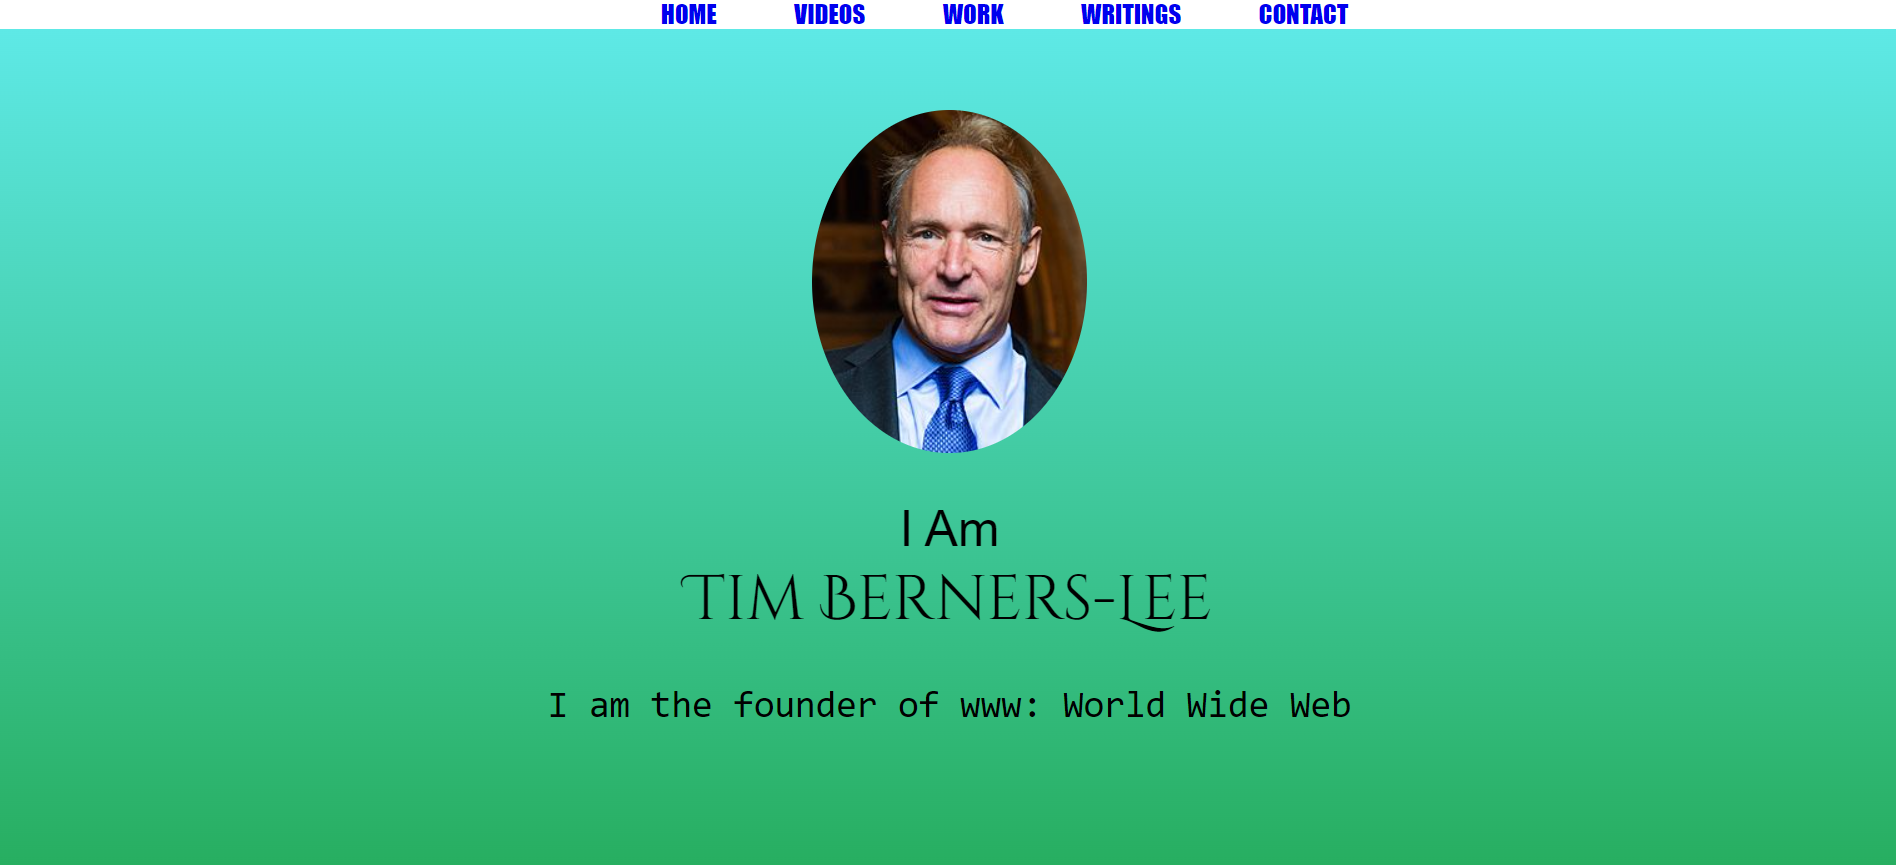 HOME VIDEOS WORK WRITINGS CONTACT
I Am
Tim Berners-Lee
I am the founder of www: World Wide Web